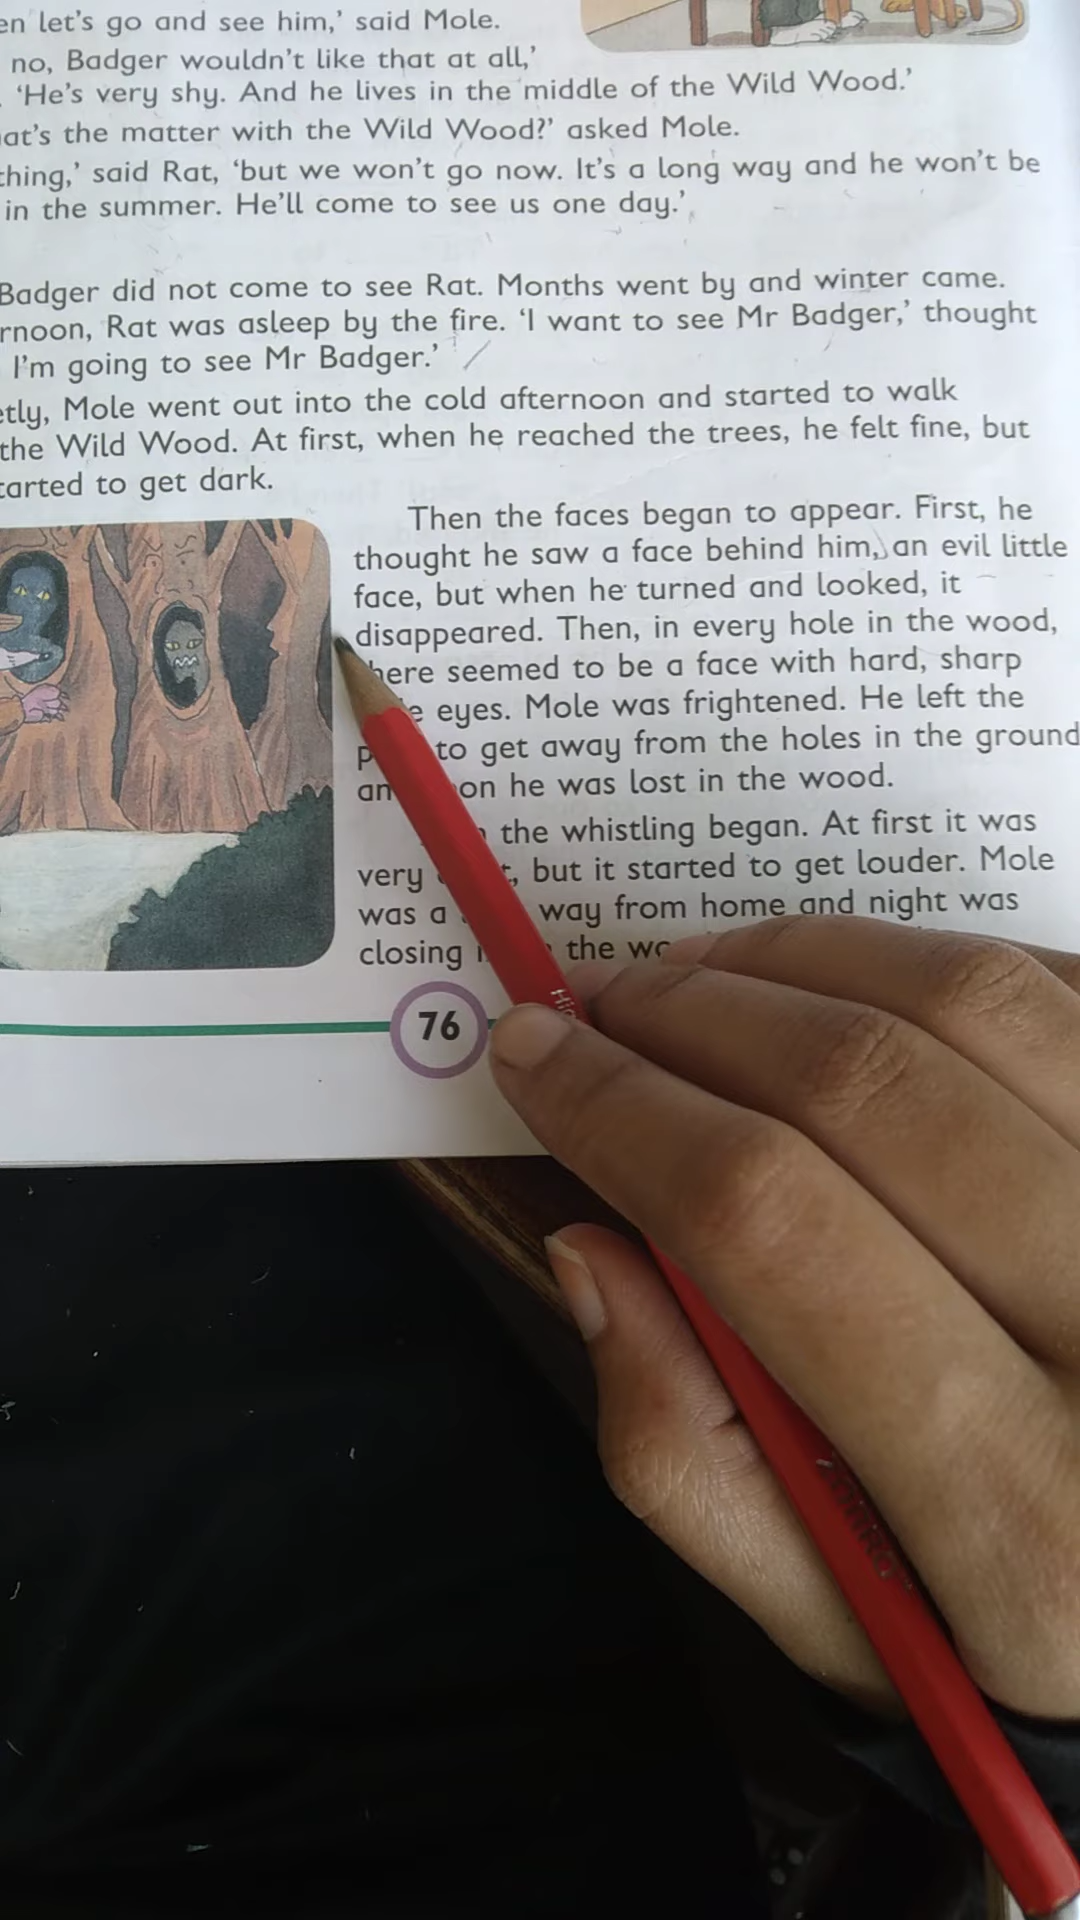 let's go and see him,' said Mole.
no, Badger wouldn't like that at all,'
'He's very shy. And he lives in the middle of the Wild Wood.'
the matter with the Wild Wood?' asked Mole.
said Rat, 'but we won't go now. It's a long way and he won't be
in the summer. He'll come to see us one day.'
Badger did not come to see Rat. Months went by and winter came.
Rat was asleep by the fire. 'I want to see Mr Badger,' thought
I'm going to see Mr Badger.'
Mole went out into the cold afternoon and started to walk
the Wild Wood. At first, when he reached the trees, he felt fine, but
to get dark.
Then the faces began to appear. First, he
thought he saw a face behind him, an evil little
face, but when he turned and looked, it
disappeared. Then, in every hole in the wood,
seemed to be a face with hard, sharp
eyes. Mole was frightened. He left the
to get away from the holes in the ground
he was lost in the wood.
the whistling began. At first it was
very but it started to get louder. Mole
was a way from home and night was
closing the
76
ZORRO